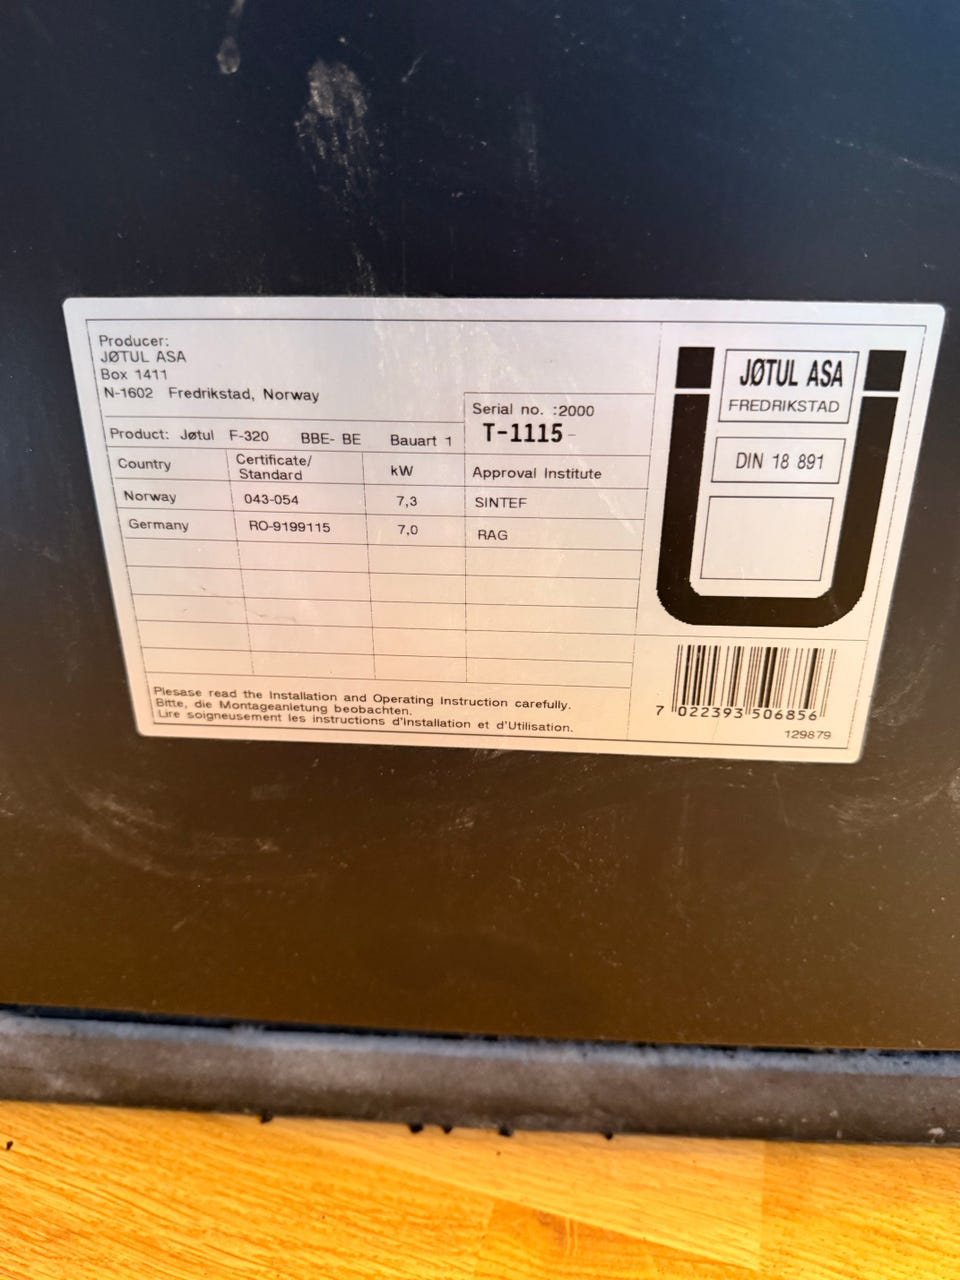 Producer:
JØTUL ASA
Box 1411
N-1602 Fredrikstad, Norway
Serial no. :2000
T-1115-
Product: Jøtul F-320 BBE- BE Bauart 1
Country Certificate/ Standard kW Approval Institute
Norway 043-054 7,3 SINTEF
Germany RO-9199115 7,0 RAG
Plesase read the Installation and Operating Instruction carefully.
Bitte, die Montageanletung beobachten.
Lire soigneusement les instructions d'Installation et d'Utilisation.
JØTUL ASA
FREDRIKSTAD
DIN 18 891
7 022393 506856
129879